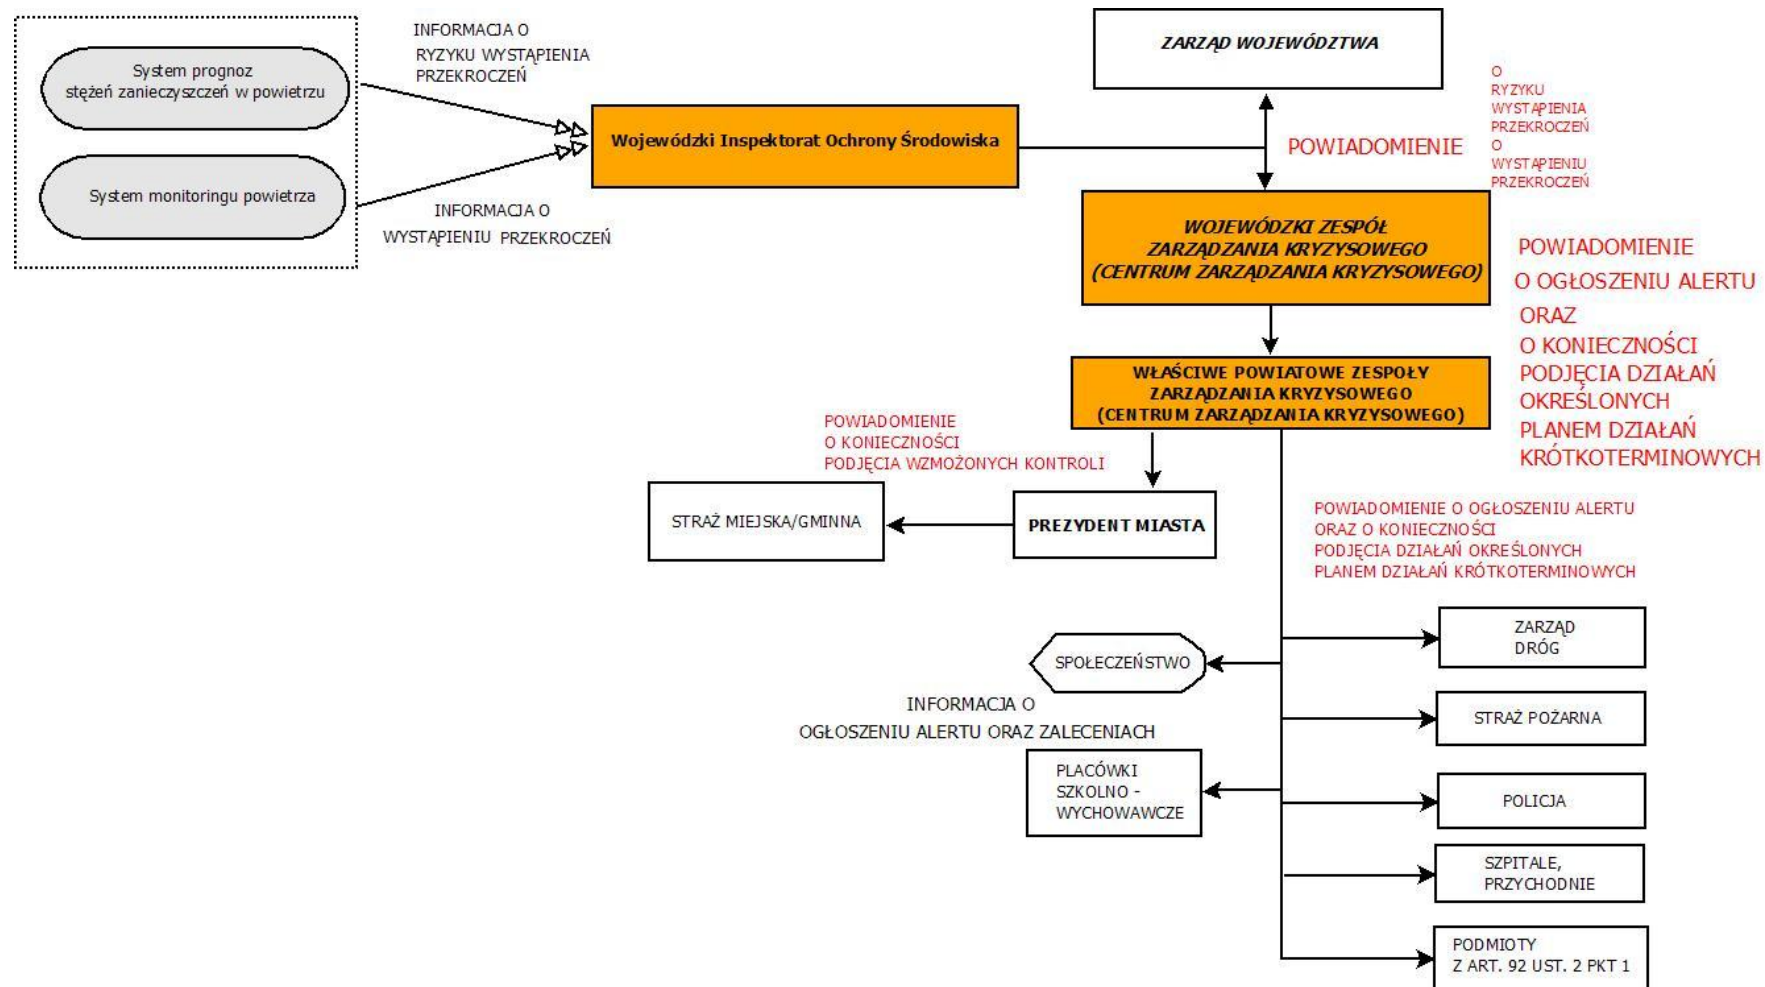 System prognoz
stężeń zanieczyszczeń w powietrzu
System monitoringu powietrza
INFORMACJA O
RYZYKU WYSTĄPIENIA
PRZEKROCZEŃ
INFORMACJA O
WYSTĄPIENIU PRZEKROCZEŃ
Wojewódzki Inspektorat Ochrony Środowiska
ZARZĄD WOJEWÓDZTWA
POWIADOMIENIE
O
RYZYKU
WYSTĄPIENIA
PRZEKROCZEŃ
O
WYSTĄPIENIU
PRZEKROCZEŃ
WOJEWÓDZKI ZESPÓŁ
ZARZĄDZANIA KRYZYSOWEGO
(CENTRUM ZARZĄDZANIA KRYZYSOWEGO)
POWIADOMIENIE
O OGŁOSZENIU ALERTU
ORAZ
O KONIECZNOŚCI
PODJĘCIA DZIAŁAŃ
OKREŚLONYCH
PLANEM DZIAŁAŃ
KRÓTKOTERMINOWYCH
WŁAŚCIWE POWIATOWE ZESPOŁY
ZARZĄDZANIA KRYZYSOWEGO
(CENTRUM ZARZĄDZANIA KRYZYSOWEGO)
POWIADOMIENIE
O KONIECZNOŚCI
PODJĘCIA WZMOŻONYCH KONTROLI
STRAŻ MIEJSKA/GMINNA
PREZYDENT MIASTA
POWIADOMIENIE O OGŁOSZENIU ALERTU
ORAZ O KONIECZNOŚCI
PODJĘCIA DZIAŁAŃ OKREŚLONYCH
PLANEM DZIAŁAŃ KRÓTKOTERMINOWYCH
SPOŁECZEŃSTWO
INFORMACJA O
OGŁOSZENIU ALERTU ORAZ ZALECENIACH
PLACÓWKI
SZKOLNO -
WYCHOWAWCZE
ZARZĄD
DRÓG
STRAŻ POŻARNA
POLICJA
SZPITALE,
PRZYCHODNIE
PODMIOTY
Z ART. 92 UST. 2 PKT 1